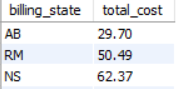 billing_state total_cost
AB 29.70
RM 50.49
NS 62.37